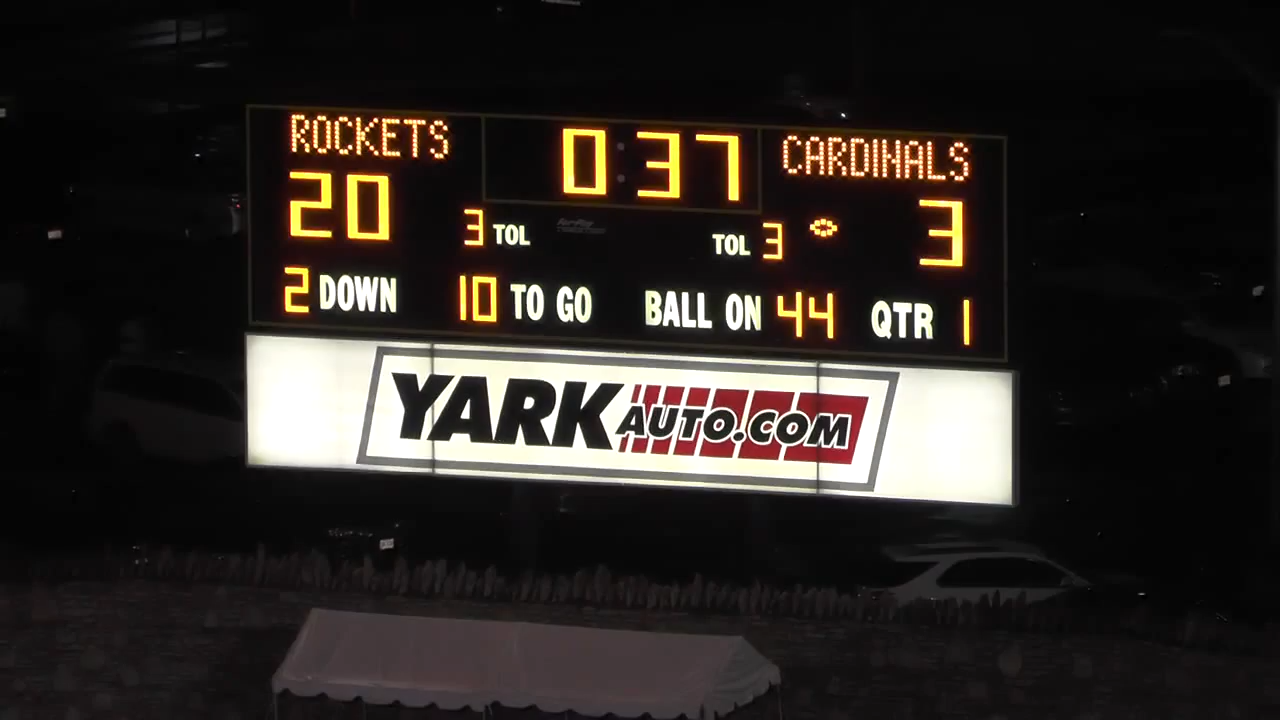 ROCKETS 0:37 CARDINALS
20 3 TOL TOL 3 3
2 DOWN 10 TO GO BALL ON 44 QTR 1
YARK AUTO.COM